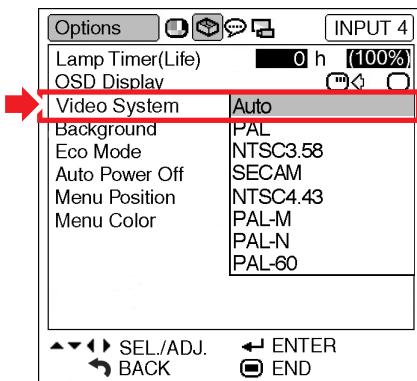 Options INPUT 4
Lamp Timer(Life) 0 h (100%)
OSD Display
Video System Auto
Background PAL
Eco Mode NTSC3.58
Auto Power Off SECAM
Menu Position NTSC4.43
Menu Color PAL-M
PAL-N
PAL-60
SEL./ADJ. ENTER
BACK END